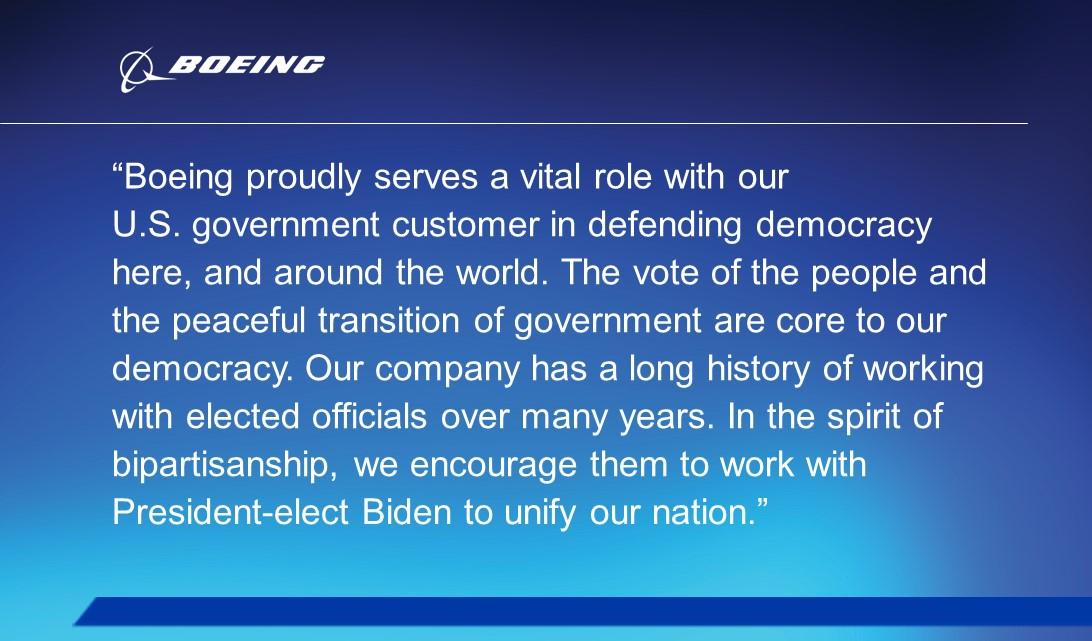 BOEING
“Boeing proudly serves a vital role with our
U.S. government customer in defending democracy
here, and around the world. The vote of the people and
the peaceful transition of government are core to our
democracy. Our company has a long history of working
with elected officials over many years. In the spirit of
bipartisanship, we encourage them to work with
President-elect Biden to unify our nation.”